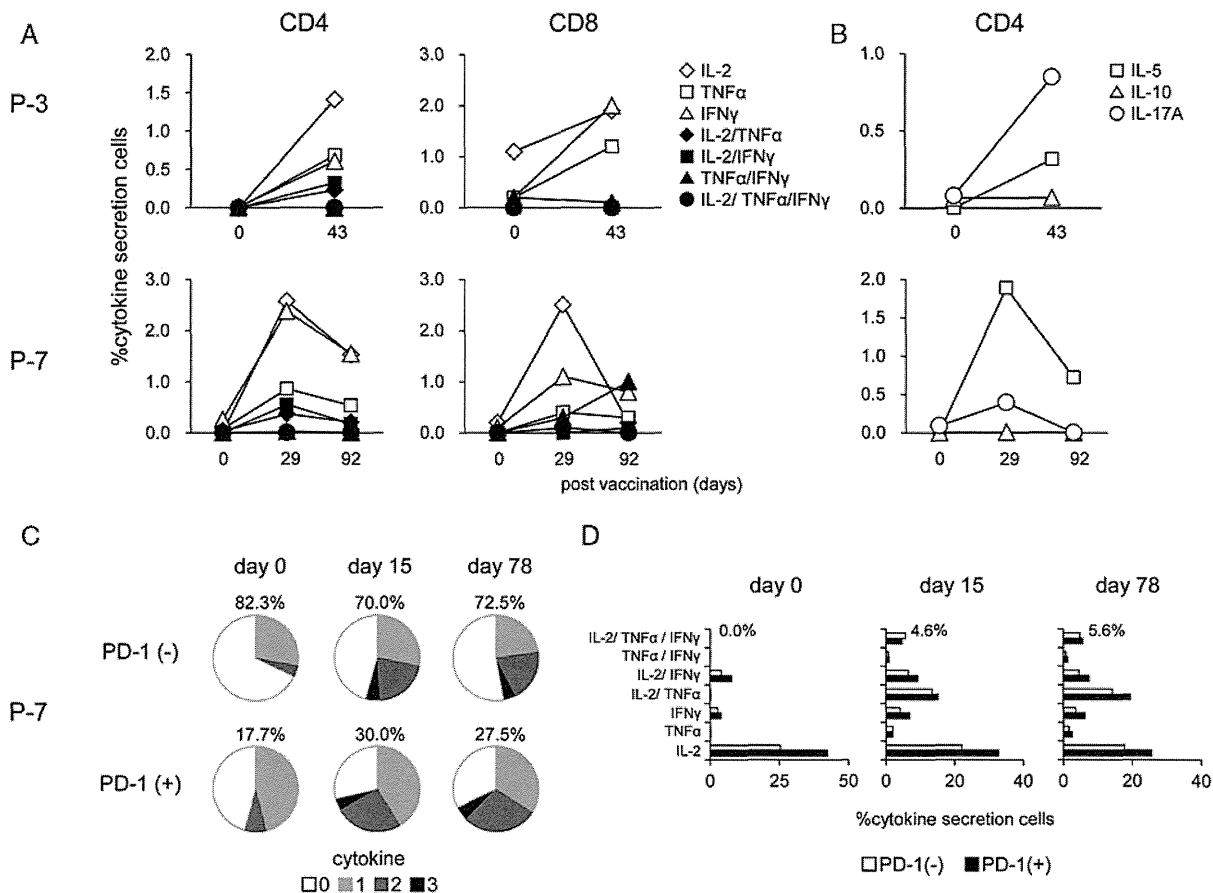 A
CD4
CD8
B
CD4
P-3
P-7
%cytokine secretion cells
2.0
1.5
1.0
0.5
0.0
0
43
3.0
2.0
1.0
0.0
0
43
◇ IL-2
□ TNFα
△ IFNγ
◆ IL-2/TNFα
■ IL-2/IFNγ
▲ TNFα/IFNγ
● IL-2/ TNFα/IFNγ
1.0
0.5
0
0
43
□ IL-5
△ IL-10
○ IL-17A
3.0
2.0
1.0
0.0
0
29
92
3.0
2.0
1.0
0.0
0
29
92
2.0
1.5
1.0
0.5
0.0
0
29
92
post vaccination (days)
C
day 0
day 15
day 78
82.3%
70.0%
72.5%
PD-1 (-)
P-7
17.7%
30.0%
27.5%
PD-1 (+)
cytokine
□0 ■1 ■2 ■3
D
day 0
day 15
day 78
IL-2/ TNFα / IFNγ
TNFα / IFNγ
IL-2/ IFNγ
IL-2/ TNFα
IFNγ
TNFα
IL-2
0.0%
4.6%
5.6%
0
25
50
0
20
40
0
20
40
%cytokine secretion cells
□PD-1(-) ■PD-1(+)